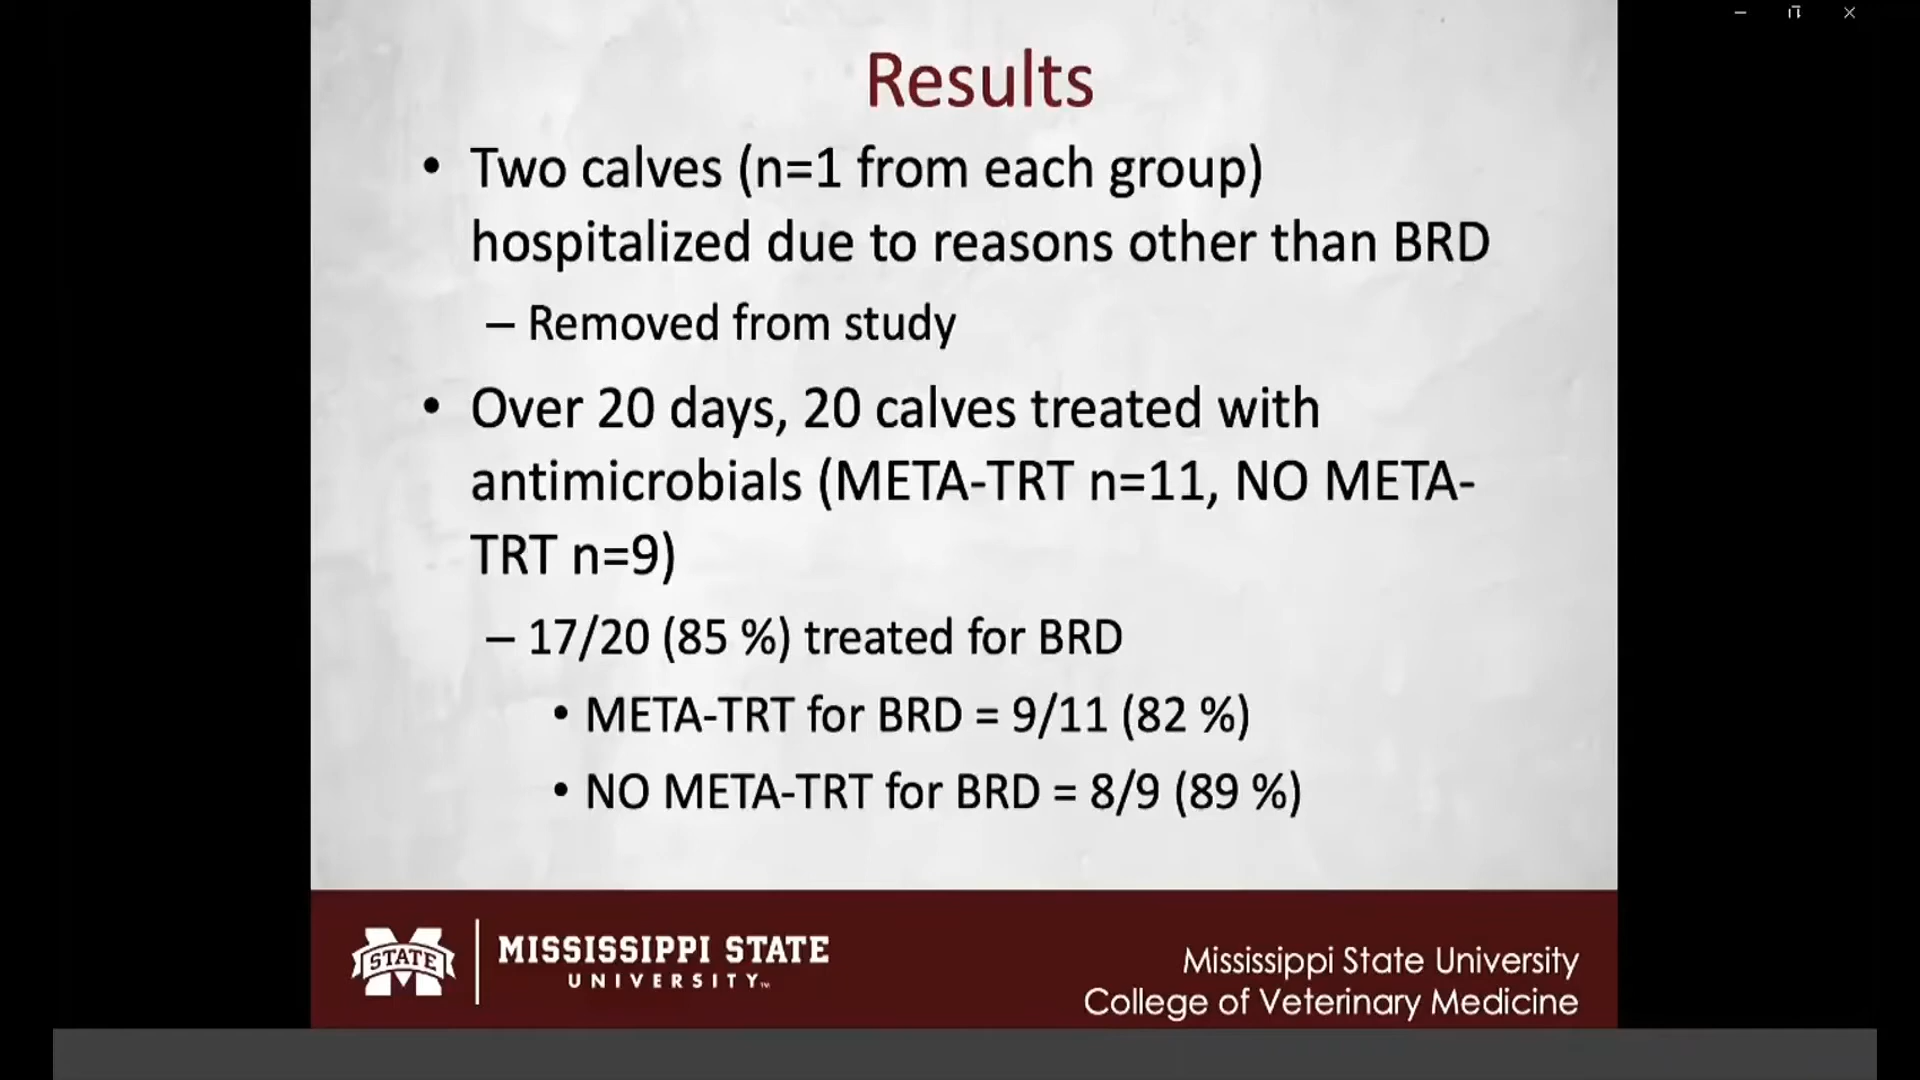 Results
• Two calves (n=1 from each group)
hospitalized due to reasons other than BRD
– Removed from study
• Over 20 days, 20 calves treated with
antimicrobials (META-TRT n=11, NO META-
TRT n=9)
– 17/20 (85 %) treated for BRD
• META-TRT for BRD = 9/11 (82 %)
• NO META-TRT for BRD = 8/9 (89 %)
STATE
MISSISSIPPI STATE
UNIVERSITY™
Mississippi State University
College of Veterinary Medicine